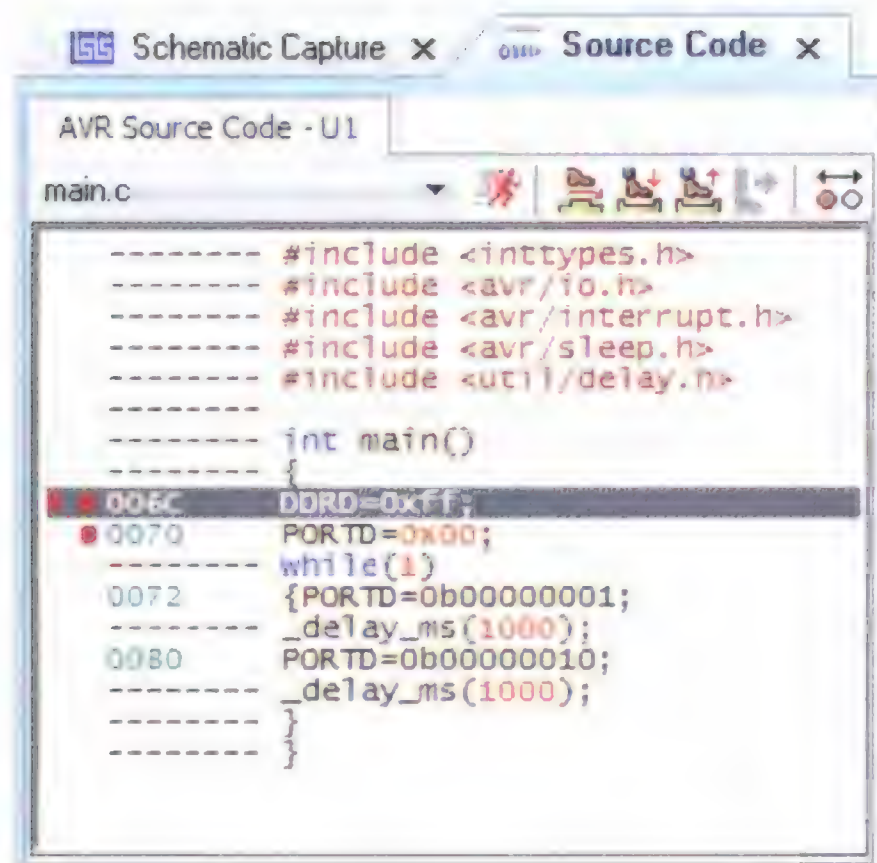 Schematic Capture x Source Code x
AVR Source Code - U1
main.c
-------- #include <inttypes.h>
-------- #include <avr/io.h>
-------- #include <avr/interrupt.h>
-------- #include <avr/sleep.h>
-------- #include <util/delay.h>
--------
-------- int main()
-------- {
006C DDRD=0xff;
0070 PORTD=0x00;
-------- while(1)
0072 {PORTD=0b00000001;
-------- _delay_ms(1000);
0080 PORTD=0b00000010;
-------- _delay_ms(1000);
-------- }
-------- }